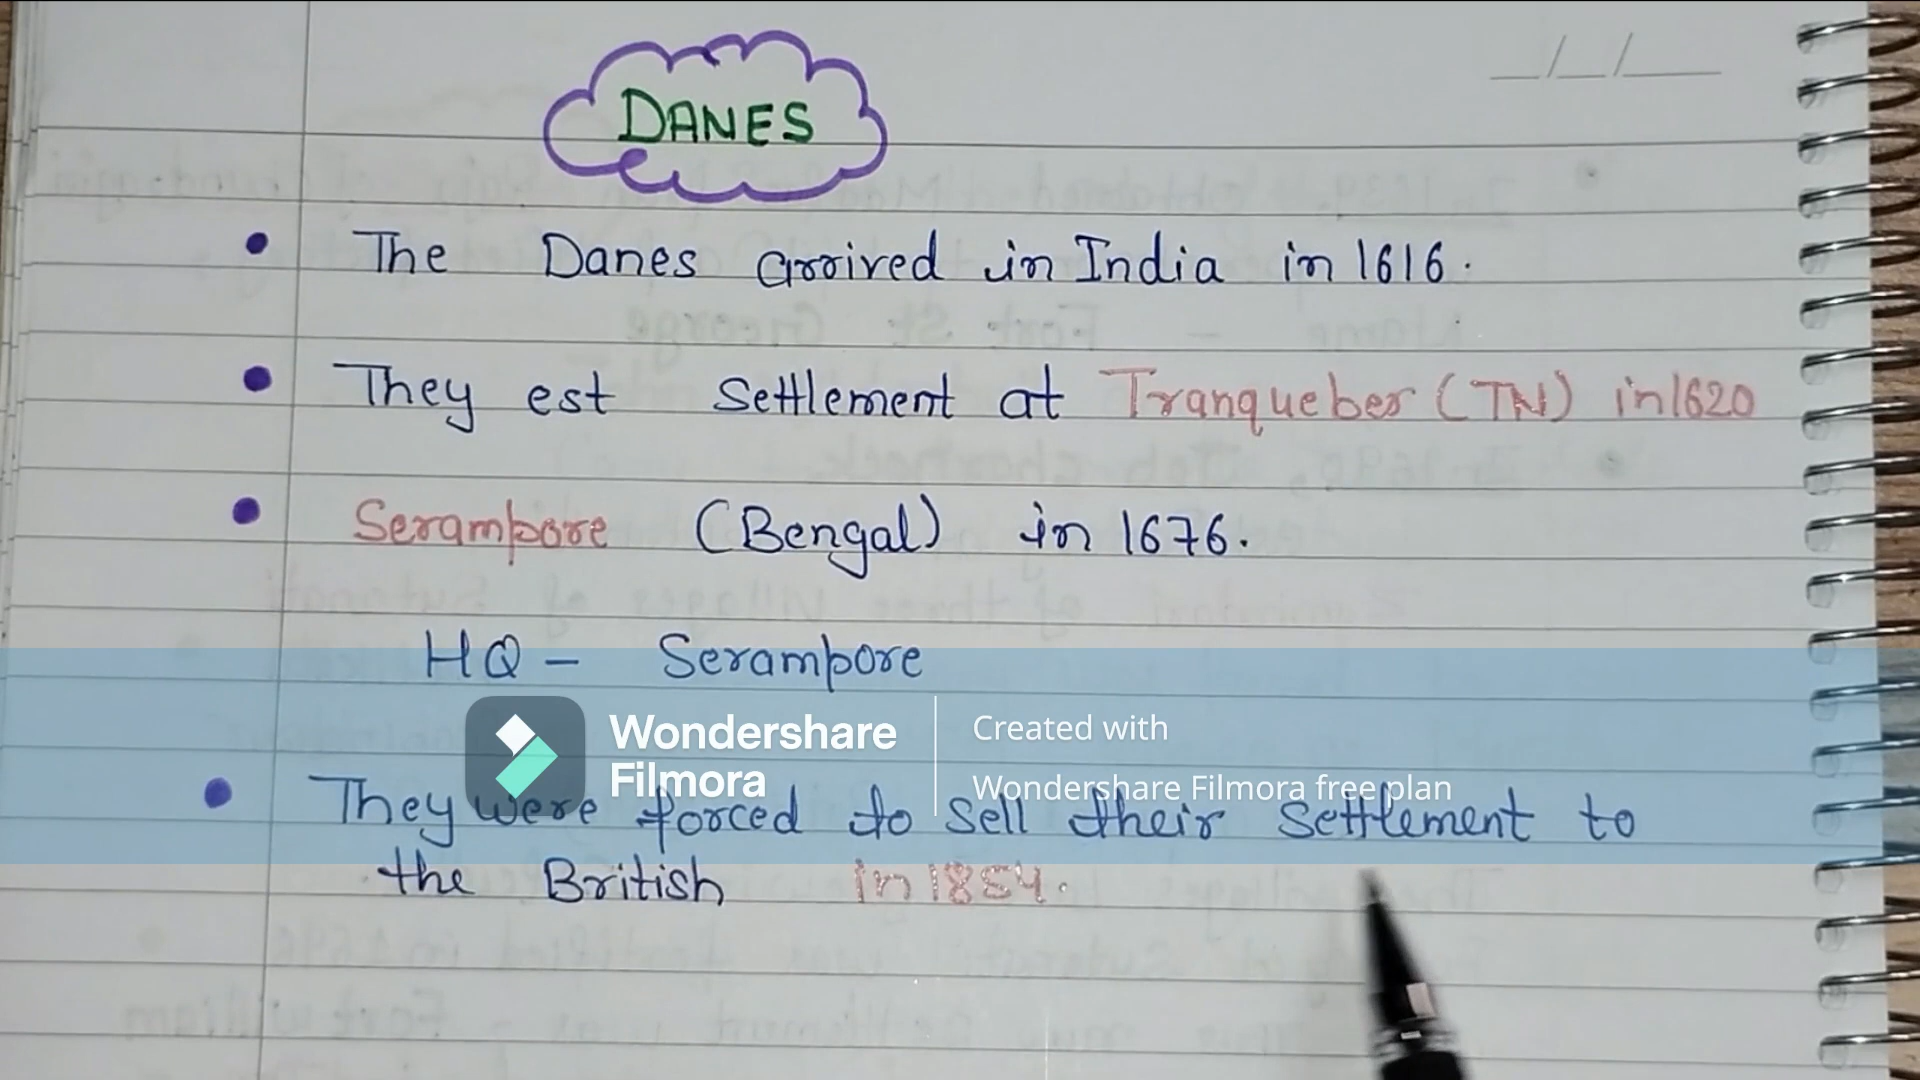 DANES
The Danes arrived in India in 1616.
They est Settlement at Tranqueber (TN) in 1620
Serampore (Bengal) in 1676.
HQ - Serampore
Wondershare Filmora
Created with
Wondershare Filmora free plan
They were forced to sell their settlement to
the British in 1854.